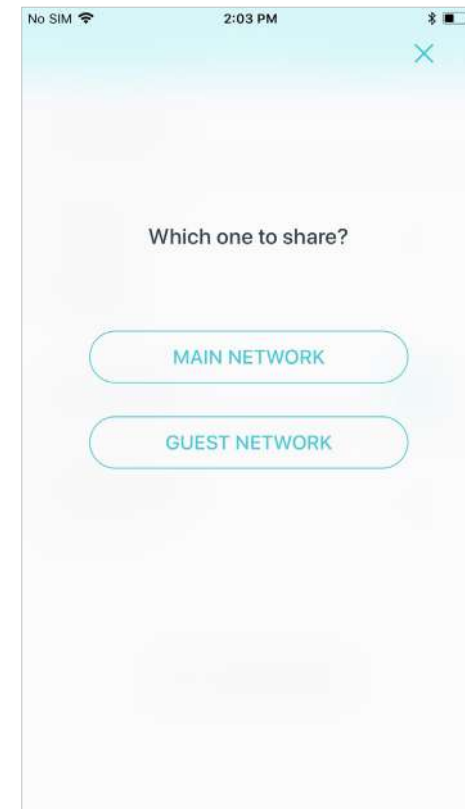 No SIM 2:03 PM
Which one to share?
MAIN NETWORK
GUEST NETWORK